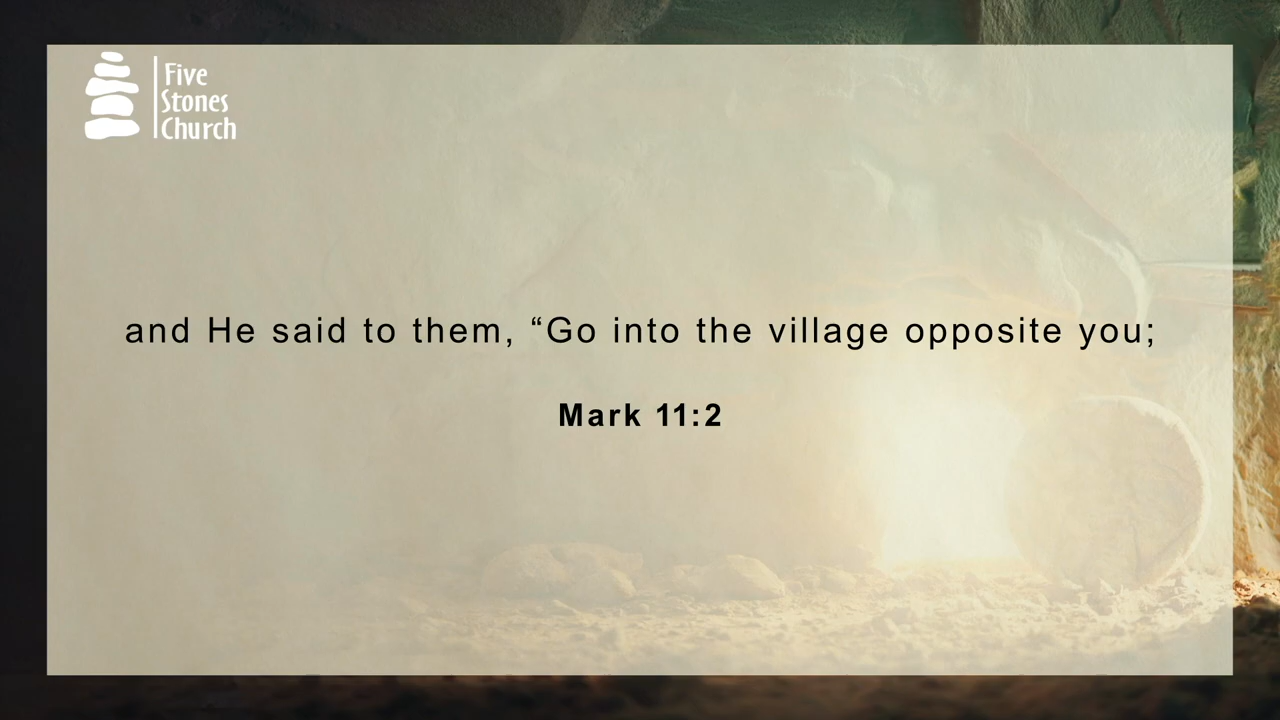 Five
Stones
Church
and He said to them, “Go into the village opposite you;
Mark 11:2